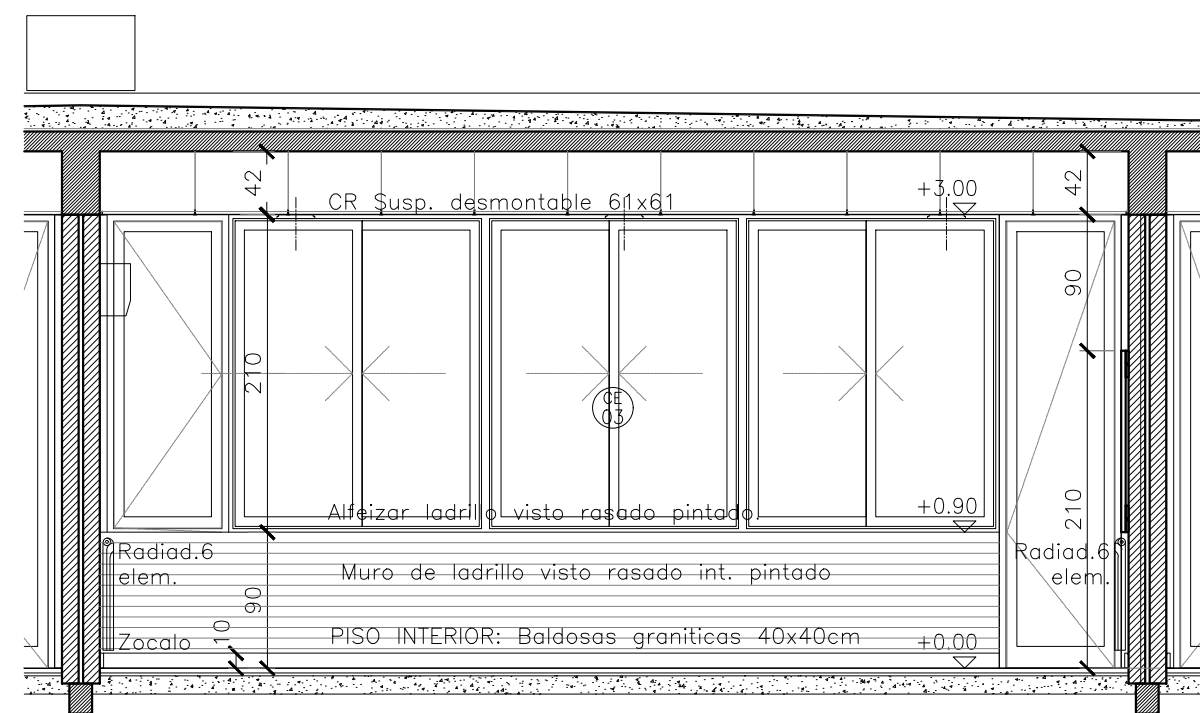 42
CR Susp. desmontable 61x61
+3.00
42
90
210
CE
03
Alfeizar ladrillo visto rasado pintado.
+0.90
210
Radiad.6
elem.
Muro de ladrillo visto rasado int. pintado
Radiad.6
elem.
90
10
Zocalo
PISO INTERIOR: Baldosas graniticas 40x40cm
+0.00